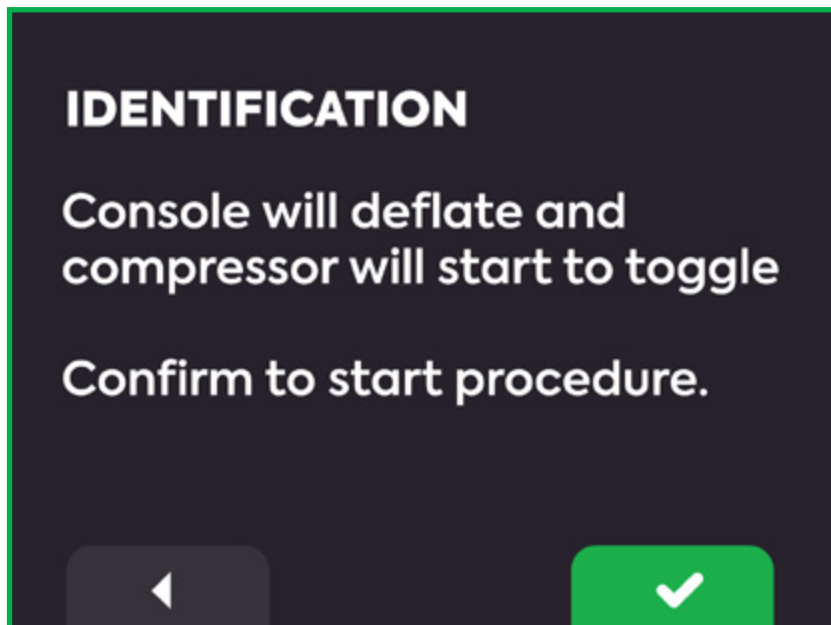 IDENTIFICATION
Console will deflate and
compressor will start to toggle
Confirm to start procedure.